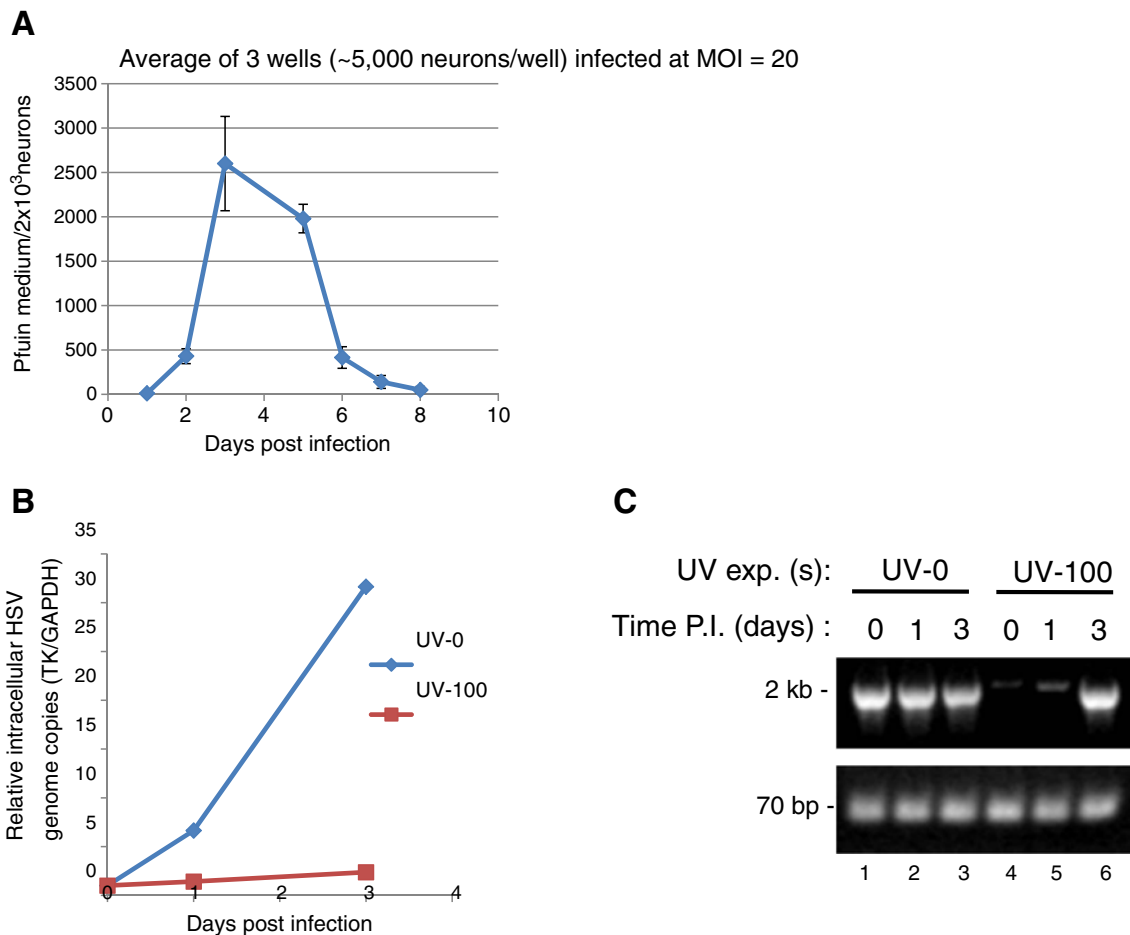 A
Average of 3 wells (~5,000 neurons/well) infected at MOI = 20
3500
3000
2500
2000
1500
1000
500
0
Pfuin medium/2x10³neurons
0 2 4 6 8 10
Days post infection
B
35
30
25
20
15
10
5
0
Relative intracellular HSV
genome copies (TK/GAPDH)
UV-0
UV-100
0 1 2 3 4
Days post infection
C
UV exp. (s): UV-0 UV-100
Time P.I. (days) : 0 1 3 0 1 3
2 kb -
70 bp -
1 2 3 4 5 6